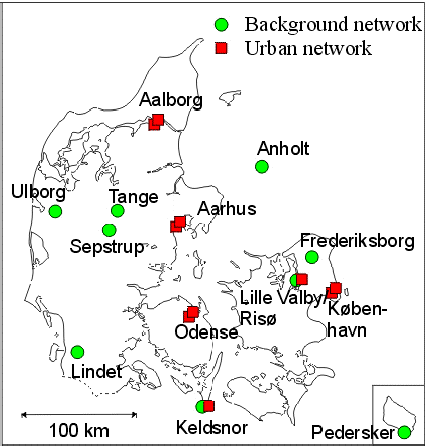 Background network
Urban network
Aalborg
Anholt
Ulborg
Tange
Aarhus
Sepstrup
Frederiksborg
Lille Valby/
Risø
Køben-
havn
Odense
Lindet
Keldsnor
100 km
Pedersker